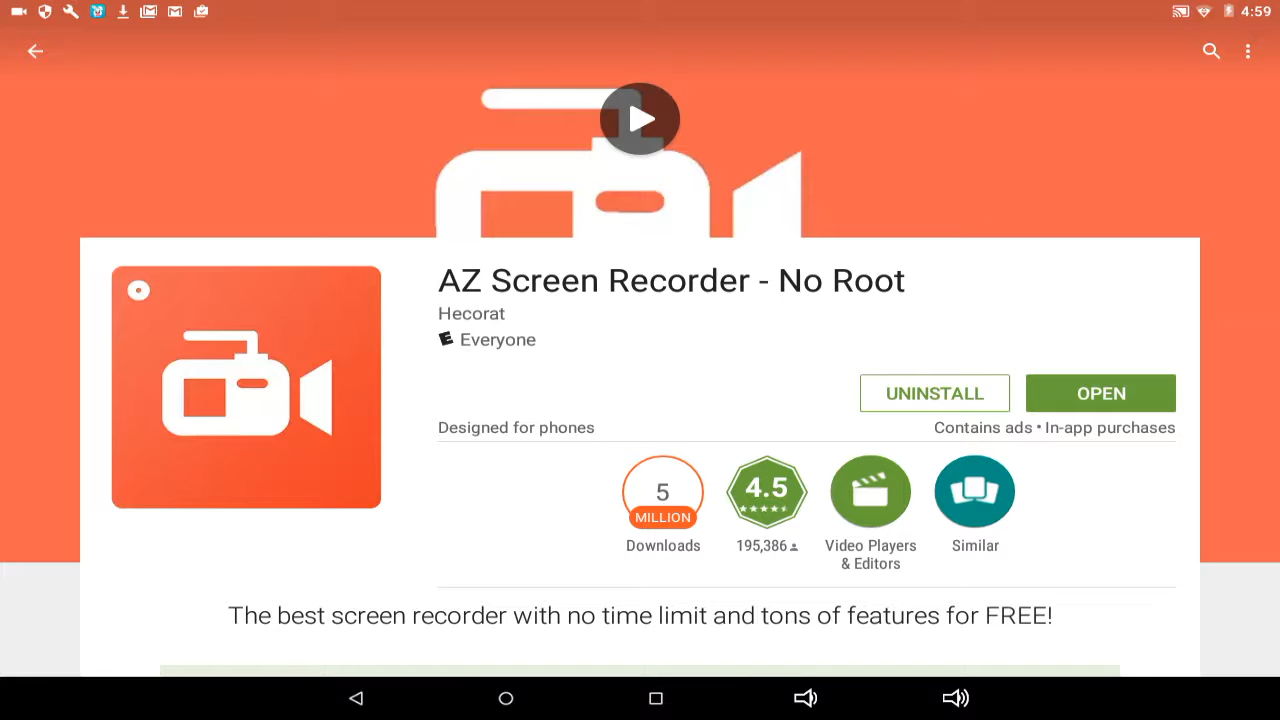 4:59
AZ Screen Recorder - No Root
Hecorat
Everyone
UNINSTALL
OPEN
Designed for phones
Contains ads • In-app purchases
5
MILLION
4.5
Downloads
195,386
Video Players
& Editors
Similar
The best screen recorder with no time limit and tons of features for FREE!